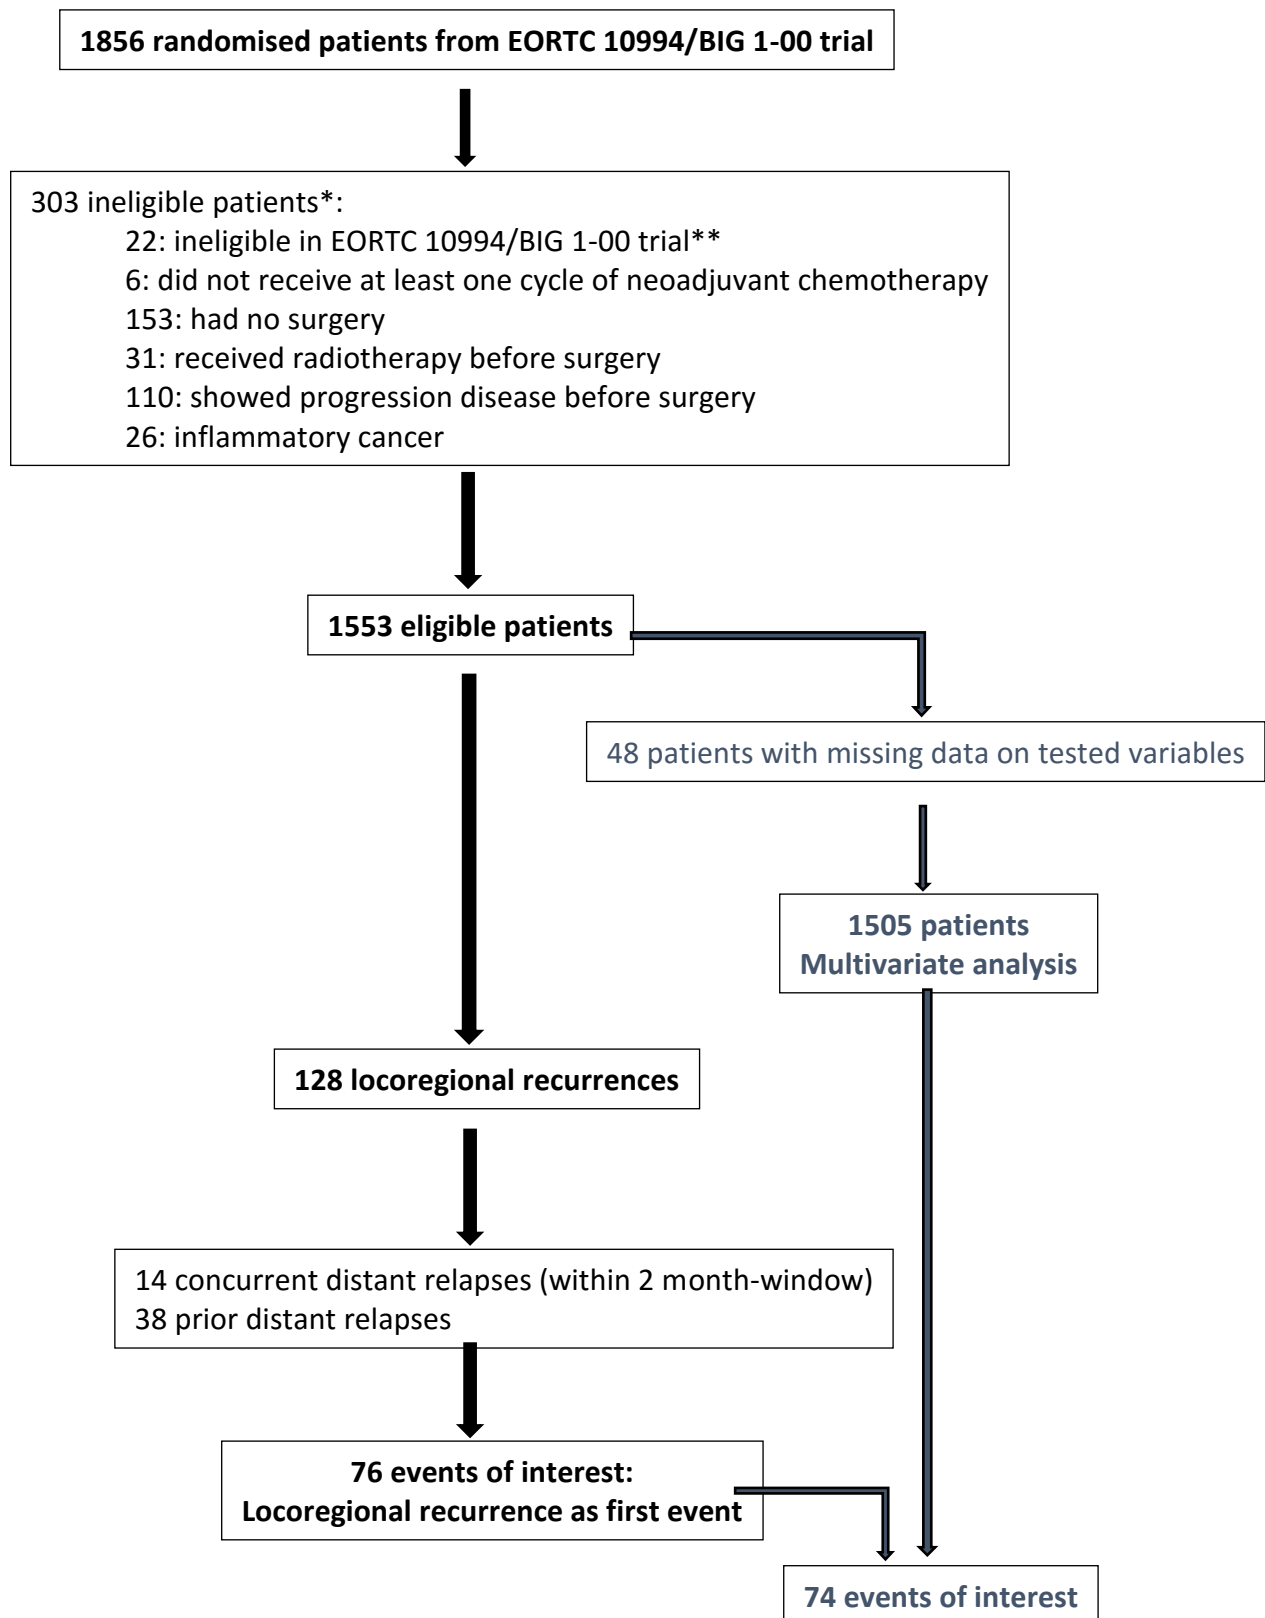 1856 randomised patients from EORTC 10994/BIG 1-00 trial
303 ineligible patients*:
22: ineligible in EORTC 10994/BIG 1-00 trial**
6: did not receive at least one cycle of neoadjuvant chemotherapy
153: had no surgery
31: received radiotherapy before surgery
110: showed progression disease before surgery
26: inflammatory cancer
1553 eligible patients
48 patients with missing data on tested variables
1505 patients
Multivariate analysis
128 locoregional recurrences
14 concurrent distant relapses (within 2 month-window)
38 prior distant relapses
76 events of interest:
Locoregional recurrence as first event
74 events of interest